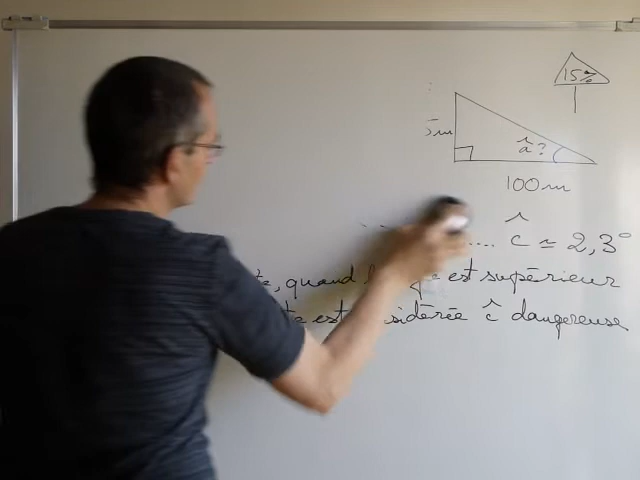 15%
5m
â?
100m
.... ĉ ≃ 2,3°
, quand est supérieur
est ĉ dangereuse